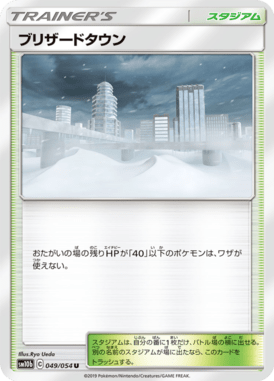 TRAINER'S スタジアム
ブリザードタウン
おたがいの場の残りHPが「40」以下のポケモンは、ワザが
使えない。
スタジアムは、自分の番に1枚だけ、バトル場の横に出せる。
別の名前のスタジアムが場に出たなら、このカードを
トラッシュする。
Illus.Ryo Ueda
sm10b C 049/054 U
©2019 Pokémon/Nintendo/Creatures/GAME FREAK.